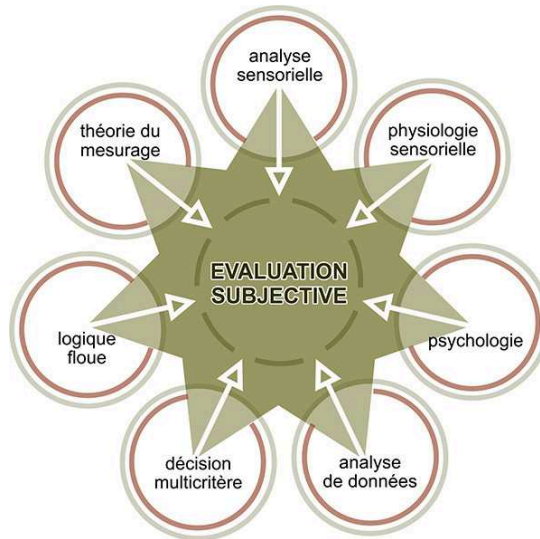 analyse
sensorielle
théorie du
mesurage
physiologie
sensorielle
EVALUATION
SUBJECTIVE
logique
floue
psychologie
décision
multicritère
analyse
de données